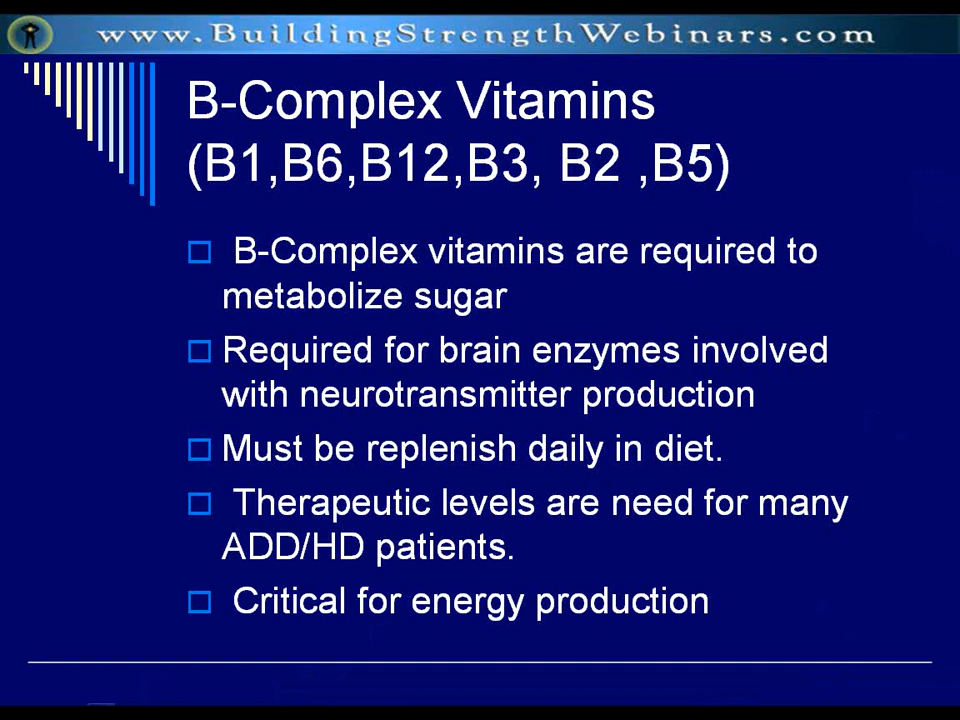 www.BuildingStrengthWebinars.com
B-Complex Vitamins
(B1,B6,B12,B3, B2 ,B5)
B-Complex vitamins are required to
metabolize sugar
Required for brain enzymes involved
with neurotransmitter production
Must be replenish daily in diet.
Therapeutic levels are need for many
ADD/HD patients.
Critical for energy production